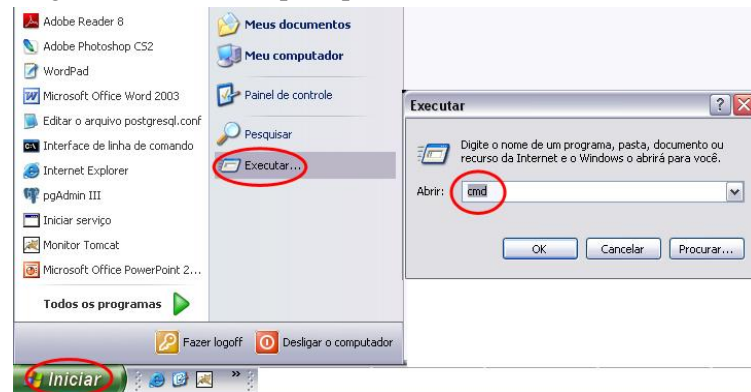 Adobe Reader 8
Adobe Photoshop CS2
WordPad
Microsoft Office Word 2003
Editar o arquivo postgresql.conf
Interface de linha de comando
Internet Explorer
pgAdmin III
Iniciar serviço
Monitor Tomcat
Microsoft Office PowerPoint 2...
Todos os programas
Meus documentos
Meu computador
Painel de controle
Pesquisar
Executar...
Fazer logoff
Desligar o computador
Iniciar
Executar
Digite o nome de um programa, pasta, documento ou
recurso da Internet e o Windows o abrirá para você.
Abrir:
cmd
OK
Cancelar
Procurar...